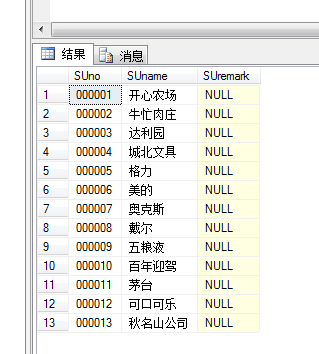 结果 消息
SUno SUname SUremark
1 000001 开心农场 NULL
2 000002 牛忙肉庄 NULL
3 000003 达利园 NULL
4 000004 城北文具 NULL
5 000005 格力 NULL
6 000006 美的 NULL
7 000007 奥克斯 NULL
8 000008 戴尔 NULL
9 000009 五粮液 NULL
10 000010 百年迎驾 NULL
11 000011 茅台 NULL
12 000012 可口可乐 NULL
13 000013 秋名山公司 NULL